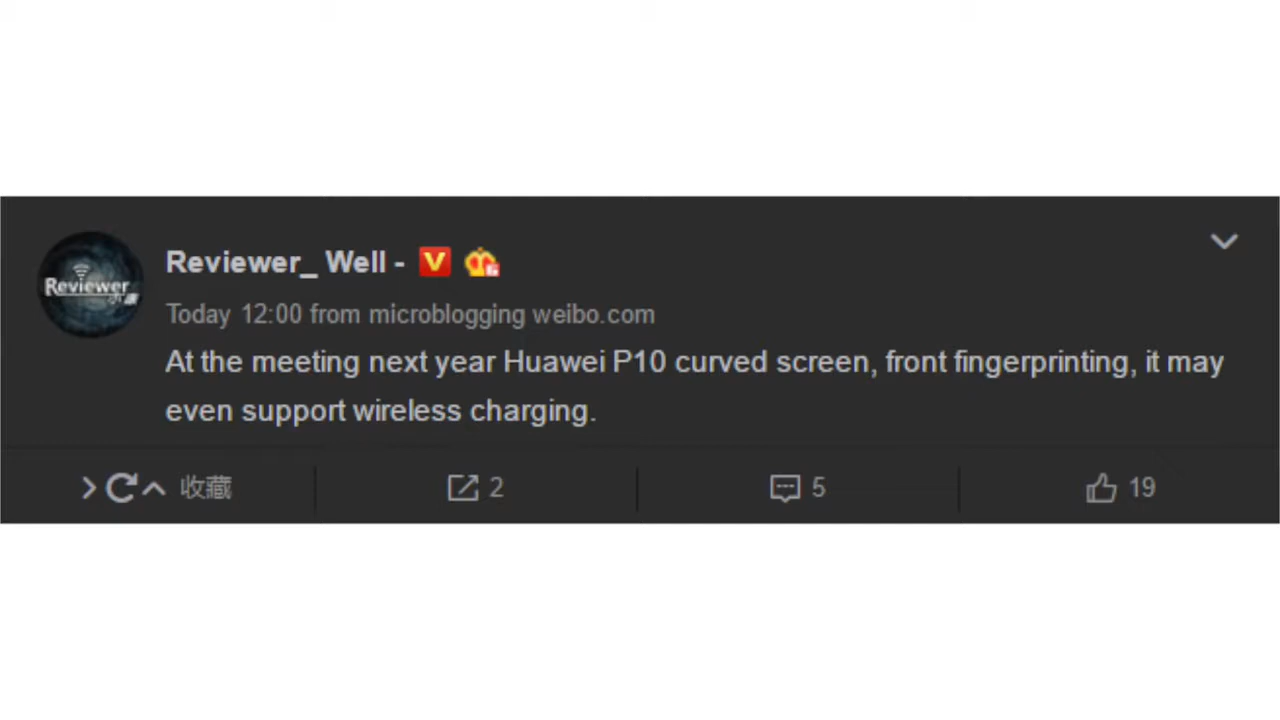 Reviewer
Reviewer_ Well -
Today 12:00 from microblogging weibo.com
At the meeting next year Huawei P10 curved screen, front fingerprinting, it may
even support wireless charging.
收藏
2
5
19